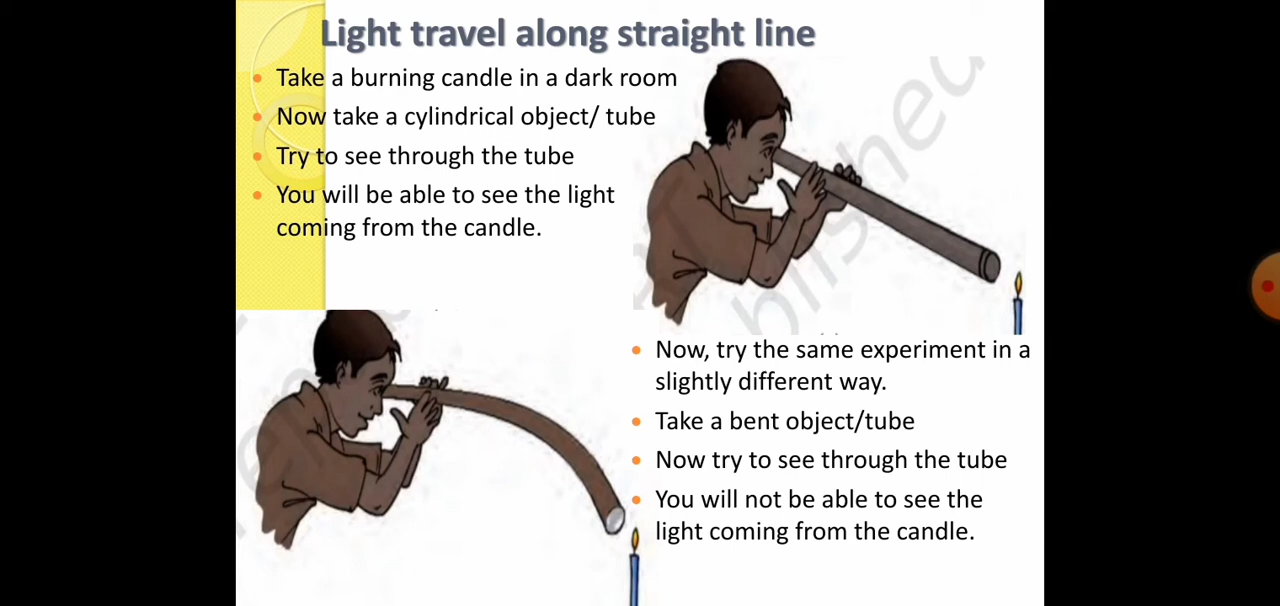 Light travel along straight line
• Take a burning candle in a dark room
• Now take a cylindrical object/ tube
• Try to see through the tube
• You will be able to see the light
coming from the candle.
• Now, try the same experiment in a
slightly different way.
• Take a bent object/tube
• Now try to see through the tube
• You will not be able to see the
light coming from the candle.